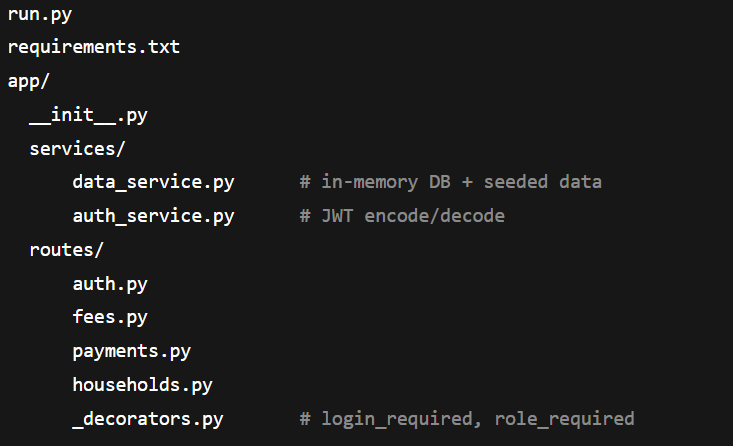 run.py
requirements.txt
app/
  __init__.py
  services/
      data_service.py      # in-memory DB + seeded data
      auth_service.py      # JWT encode/decode
  routes/
      auth.py
      fees.py
      payments.py
      households.py
      _decorators.py       # login_required, role_required